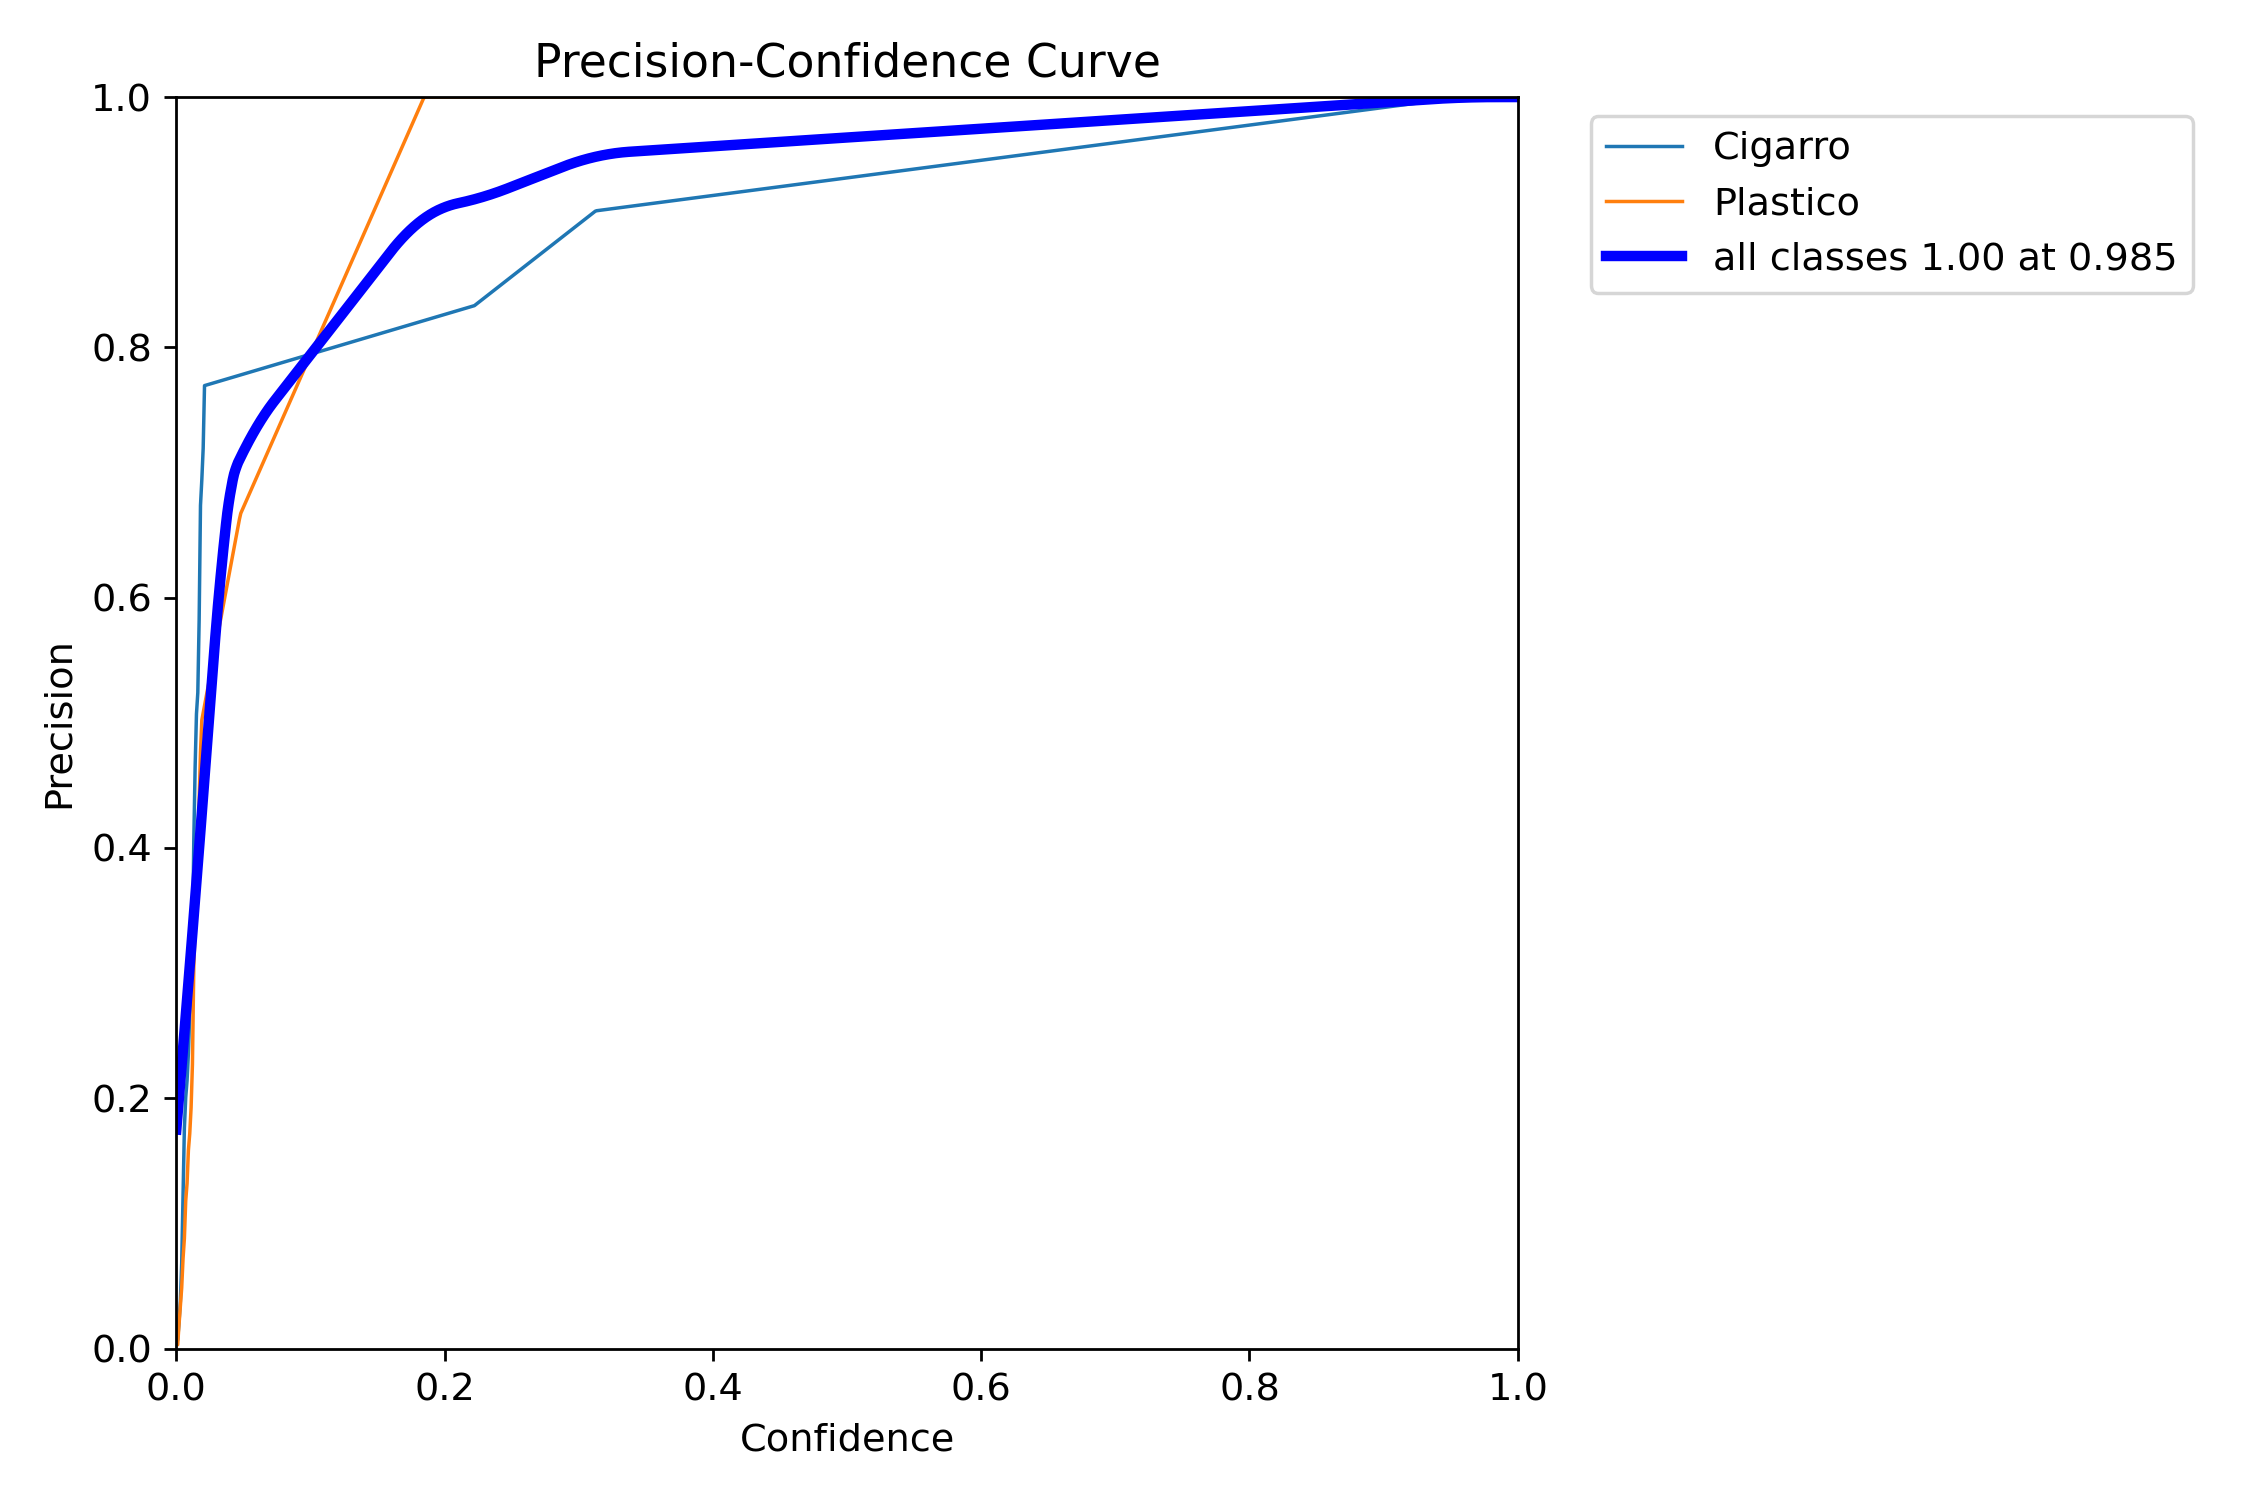 Precision-Confidence Curve
1.0
0.8
0.6
0.4
0.2
0.0
Precision
0.0 0.2 0.4 0.6 0.8 1.0
Confidence
Cigarro
Plastico
all classes 1.00 at 0.985